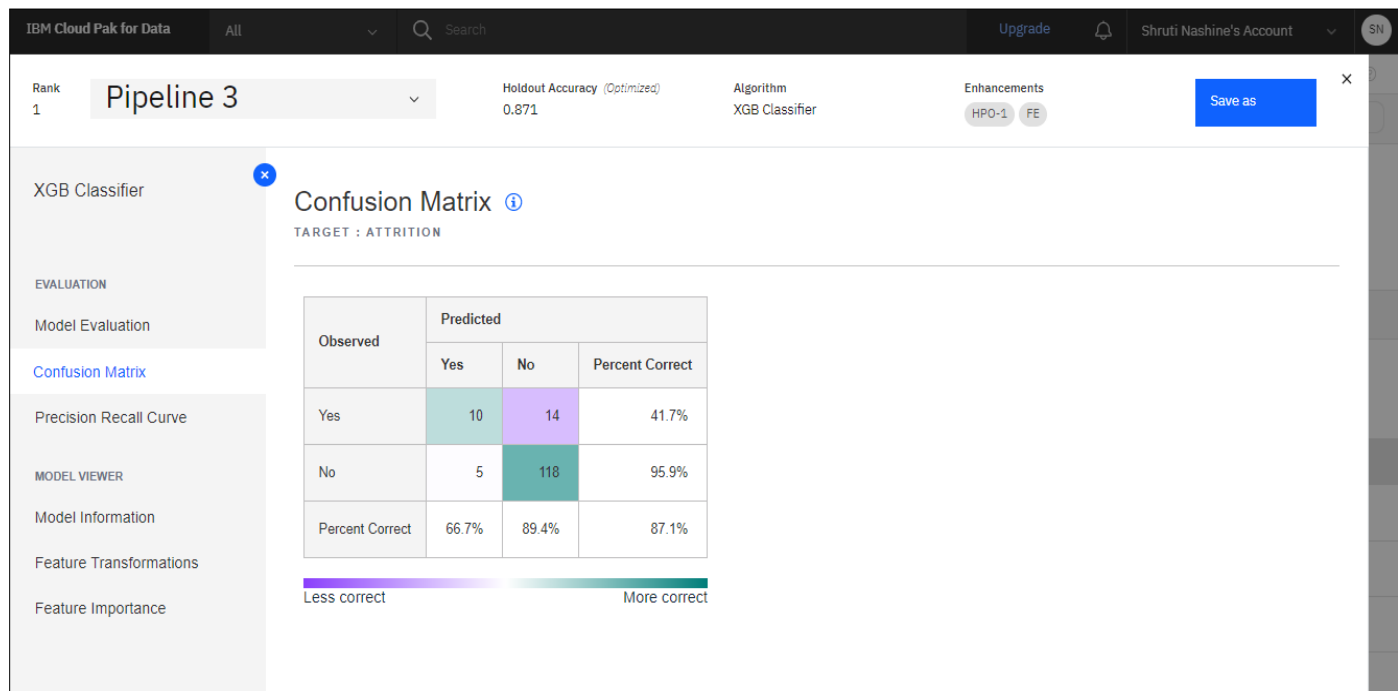 IBM Cloud Pak for Data All Search Upgrade Shruti Nashine's Account SN
Rank Holdout Accuracy (Optimized) Algorithm Enhancements
1 Pipeline 3 0.871 XGB Classifier HPO-1 FE Save as
XGB Classifier
EVALUATION
Model Evaluation
Confusion Matrix
Precision Recall Curve
MODEL VIEWER
Model Information
Feature Transformations
Feature Importance
Confusion Matrix
TARGET : ATTRITION
Observed Predicted
Yes No Percent Correct
Yes 10 14 41.7%
No 5 118 95.9%
Percent Correct 66.7% 89.4% 87.1%
Less correct More correct